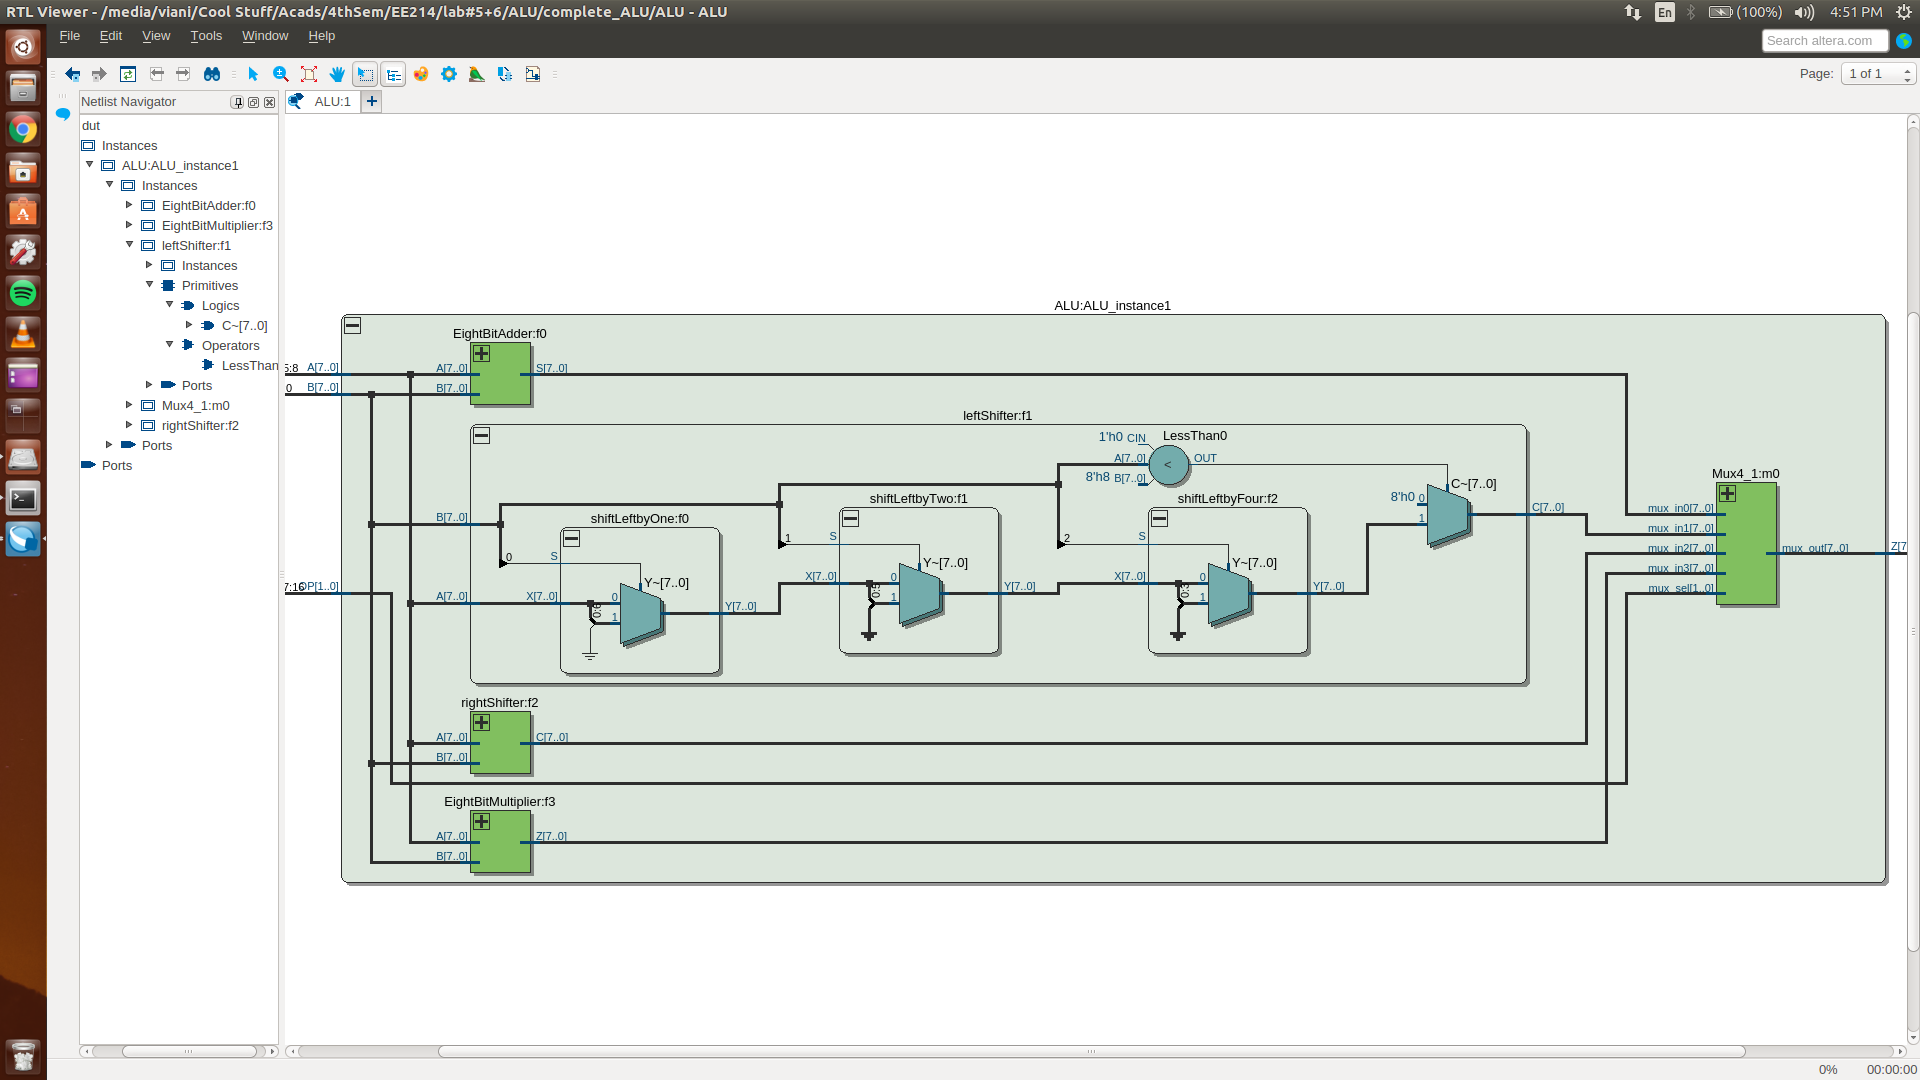 RTL Viewer - /media/viani/Cool Stuff/Acads/4thSem/EE214/lab#5+6/ALU/complete_ALU/ALU - ALU
En
(100%)
4:51 PM
File Edit View Tools Window Help
Search altera.com
Page: 1 of 1
Netlist Navigator
ALU:1
dut
Instances
ALU:ALU_instance1
Instances
EightBitAdder:f0
EightBitMultiplier:f3
leftShifter:f1
Instances
Primitives
Logics
C~[7..0]
Operators
LessThan
Ports
Mux4_1:m0
rightShifter:f2
Ports
Ports
ALU:ALU_instance1
EightBitAdder:f0
5:8 A[7..0]
0 B[7..0]
A[7..0]
B[7..0]
S[7..0]
leftShifter:f1
1'h0 CIN
LessThan0
A[7..0]
OUT
8'h8 B[7..0]
Mux4_1:m0
shiftLeftbyTwo:f1
shiftLeftbyFour:f2
C~[7..0]
8'h0 0
1
C[7..0]
mux_in0[7..0]
mux_in1[7..0]
mux_in2[7..0]
mux_in3[7..0]
mux_sel[1..0]
mux_out[7..0]
Z[7
B[7..0]
shiftLeftbyOne:f0
0
S
1
S
2
S
Y~[7..0]
Y~[7..0]
Y~[7..0]
7:16 OP[1..0]
A[7..0]
X[7..0]
0
1
0:6
Y[7..0]
X[7..0]
0
1
0:5
Y[7..0]
X[7..0]
0
1
0:3
Y[7..0]
rightShifter:f2
A[7..0]
B[7..0]
C[7..0]
EightBitMultiplier:f3
A[7..0]
B[7..0]
Z[7..0]
0%
00:00:00